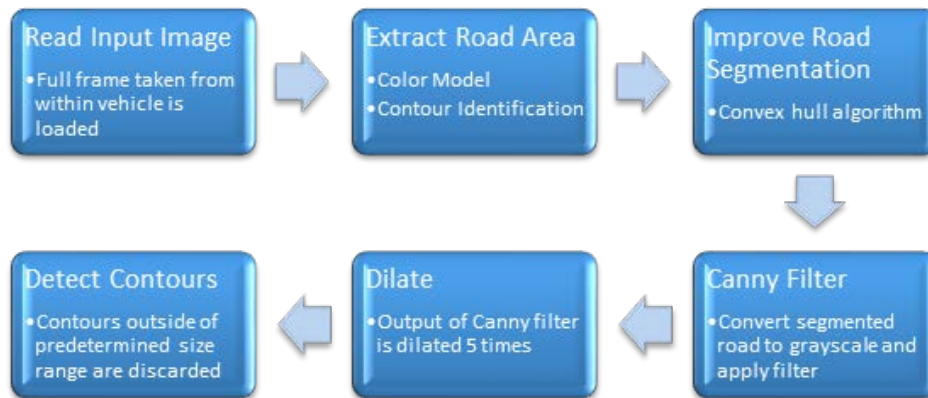 Read Input Image
•Full frame taken from
within vehicle is
loaded
Extract Road Area
•Color Model
•Contour Identification
Improve Road
Segmentation
•Convex hull algorithm
Canny Filter
•Convert segmented
road to grayscale and
apply filter
Dilate
•Output of Canny filter
is dilated 5 times
Detect Contours
•Contours outside of
predetermined size
range are discarded